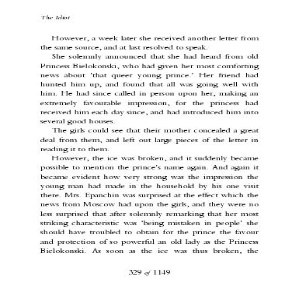 The Idiot
However, a week later she received another letter from
the same source, and at last resolved to speak.
She solemnly announced that she had heard from old
Princess Bielokonski, who had given her most comforting
news about 'that queer young prince.' Her friend had
hunted him up, and found that all was going well with
him. He had since called in person upon her, making an
extremely favourable impression, for the princess had
received him each day since, and had introduced him into
several good houses.
The girls could see that their mother concealed a great
deal from them, and left out large pieces of the letter in
reading it to them.
However, the ice was broken, and it suddenly became
possible to mention the prince's name again. And again it
became evident how very strong was the impression the
young man had made in the household by his one visit
there. Mrs. Epanchin was surprised at the effect which the
news from Moscow had upon the girls, and they were no
less surprised that after solemnly remarking that her most
striking characteristic was 'being mistaken in people' she
should have troubled to obtain for the prince the favour
and protection of so powerful an old lady as the Princess
Bielokonski. As soon as the ice was thus broken, the
329 of 1149